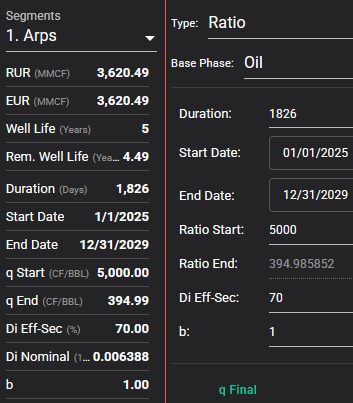 Segments
1. Arps
RUR (MMCF) 3,620.49
EUR (MMCF) 3,620.49
Well Life (Years) 5
Rem. Well Life (Yea... 4.49
Duration (Days) 1,826
Start Date 1/1/2025
End Date 12/31/2029
q Start (CF/BBL) 5,000.00
q End (CF/BBL) 394.99
Di Eff-Sec (%) 70.00
Di Nominal (1... 0.006388
b 1.00
Type: Ratio
Base Phase: Oil
Duration: 1826
Start Date: 01/01/2025
End Date: 12/31/2029
Ratio Start: 5000
Ratio End: 394.985852
Di Eff-Sec: 70
b: 1
q Final